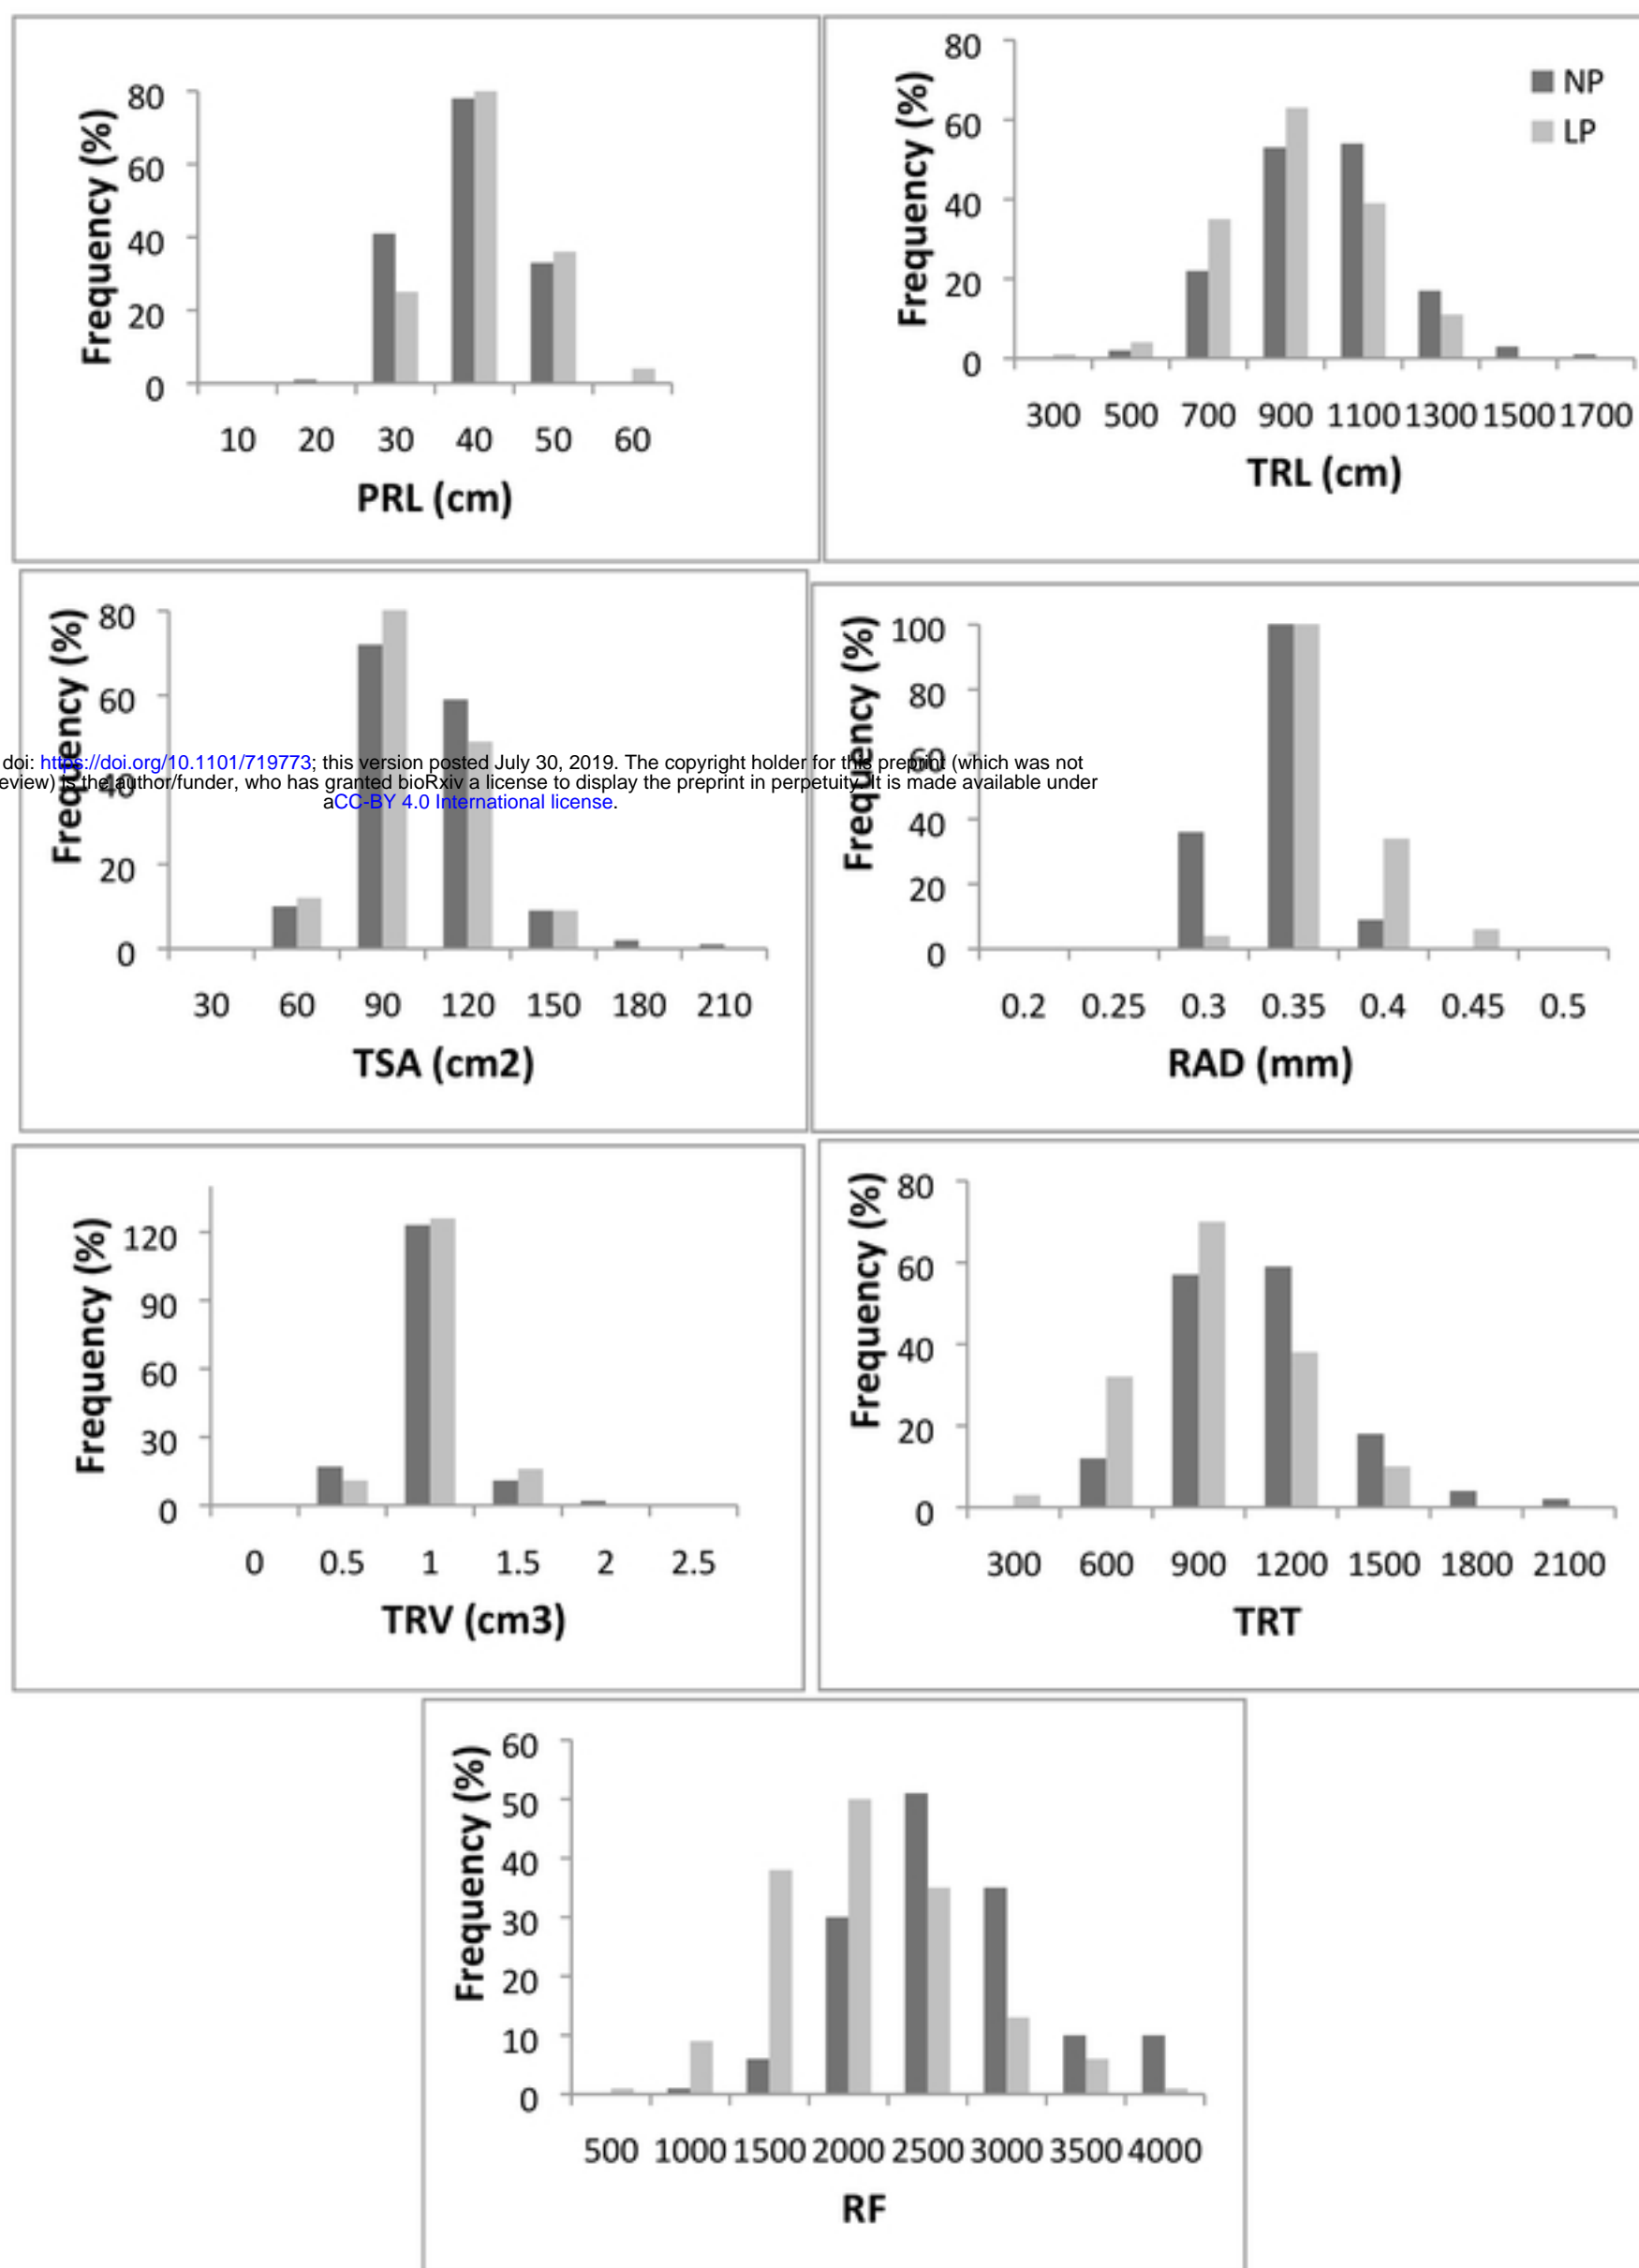 80
60
40
20
0
Frequency (%)
10 20 30 40 50 60
PRL (cm)
80
60
40
20
0
Frequency (%)
NP
LP
300 500 700 900 1100 1300 1500 1700
TRL (cm)
80
60
40
20
0
Frequency (%)
30 60 90 120 150 180 210
TSA (cm2)
100
80
60
40
20
0
Frequency (%)
0.2 0.25 0.3 0.35 0.4 0.45 0.5
RAD (mm)
doi: https://doi.org/10.1101/719773; this version posted July 30, 2019. The copyright holder for this preprint (which was not
eview) is the author/funder, who has granted bioRxiv a license to display the preprint in perpetuity. It is made available under
aCC-BY 4.0 International license.
120
90
60
30
0
Frequency (%)
0 0.5 1 1.5 2 2.5
TRV (cm3)
80
60
40
20
0
Frequency (%)
300 600 900 1200 1500 1800 2100
TRT
60
50
40
30
20
10
0
Frequency (%)
500 1000 1500 2000 2500 3000 3500 4000
RF